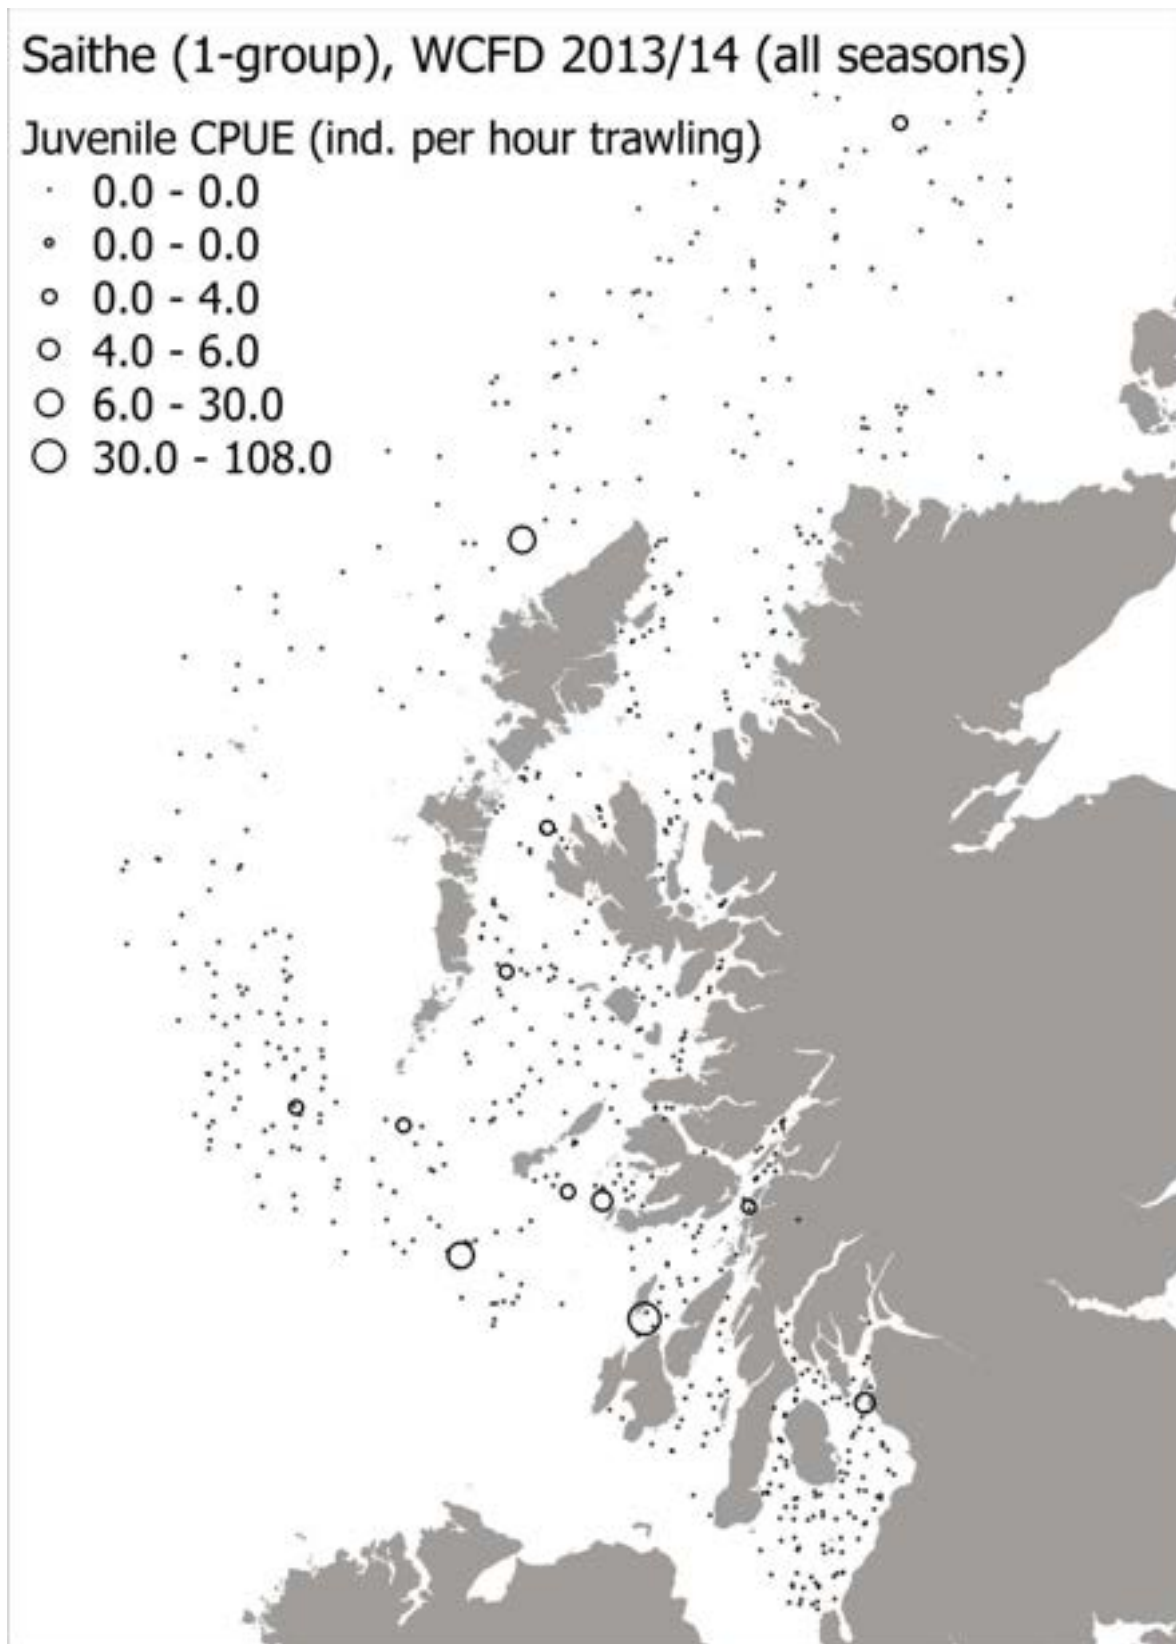 Saithe (1-group), WCFD 2013/14 (all seasons)
Juvenile CPUE (ind. per hour trawling)
0.0 - 0.0
0.0 - 0.0
0.0 - 4.0
4.0 - 6.0
6.0 - 30.0
30.0 - 108.0